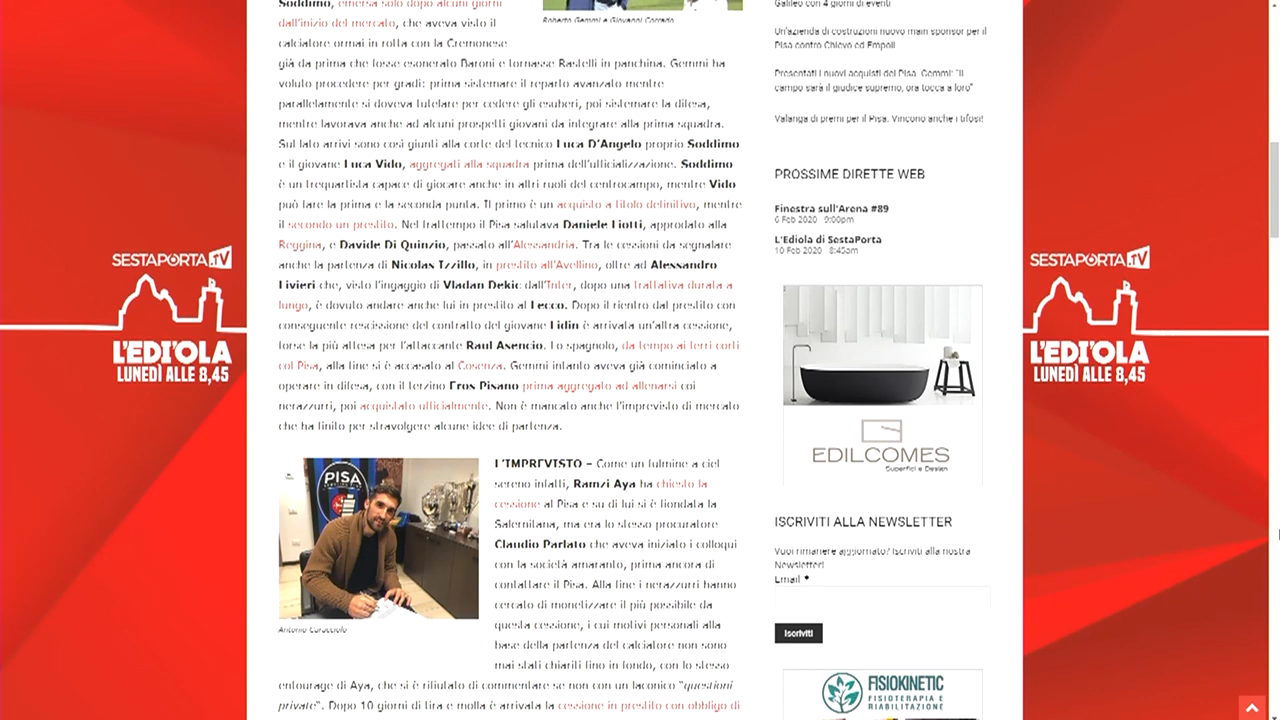 Soddimo, emersa solo dopo alcuni giorni
dall'inizio del mercato, che aveva visto il
calciatore ormai in rotta con la Cremonese
Roberto Gemmi e Giovanni Corrado
già da prima che fosse esonerato Baroni e tornasse Rastelli in panchina. Gemmi ha
voluto procedere per gradi: prima sistemare il reparto avanzato mentre
parallelamente si doveva tutelare per cedere gli esuberi, poi sistemare la difesa,
mentre lavorava anche ad alcuni prospetti giovani da integrare alla prima squadra.
Sul lato arrivi sono così giunti alla corte del tecnico Luca D'Angelo proprio Soddimo
e il giovane Luca Vido, aggregati alla squadra prima dell'ufficializzazione. Soddimo
è un trequartista capace di giocare anche in altri ruoli del centrocampo, mentre Vido
può fare la prima e la seconda punta. Il primo è un acquisto a titolo definitivo, mentre
il secondo un prestito. Nel frattempo il Pisa salutava Daniele Liotti, approdato alla
Reggina, e Davide Di Quinzio, passato all'Alessandria. Tra le cessioni da segnalare
anche la partenza di Nicolas Izzillo, in prestito all'Avellino, oltre ad Alessandro
Livieri che, visto l'ingaggio di Vladan Dekic dall'Inter, dopo una trattativa durata a
lungo, è dovuto andare anche lui in prestito al Lecco. Dopo il rientro dal prestito con
conseguente rescissione del contratto del giovane Lidin è arrivata un'altra cessione,
forse la più attesa per l'attaccante Raul Asencio. Lo spagnolo, da tempo ai ferri corti
col Pisa, alla fine si è accasato al Cosenza. Gemmi intanto aveva già cominciato a
operare in difesa, con il terzino Eros Pisano prima aggregato ad allenarsi coi
nerazzurri, poi acquistato ufficialmente. Non è mancato anche l'imprevisto di mercato
che ha finito per stravolgere alcune idee di partenza.
PISA
Antonio Caracciolo
L'IMPREVISTO – Come un fulmine a ciel
sereno infatti, Ramzi Aya ha chiesto la
cessione al Pisa e su di lui si è fiondata la
Salernitana, ma era lo stesso procuratore
Claudio Parlato che aveva iniziato i colloqui
con la società amaranto, prima ancora di
contattare il Pisa. Alla fine i nerazzurri hanno
cercato di monetizzare il più possibile da
questa cessione, i cui motivi personali alla
base della partenza del calciatore non sono
mai stati chiariti fino in fondo, con lo stesso
entourage di Aya, che si è rifiutato di commentare se non con un laconico "questioni
private". Dopo 10 giorni di tira e molla è arrivata la cessione in prestito con obbligo di
Galileo con 4 giorni di eventi
Un'azienda di costruzioni nuovo main sponsor per il
Pisa contro Chievo ed Empoli
Presentati i nuovi acquisti del Pisa. Gemmi: "Il
campo sarà il giudice supremo, ora tocca a loro"
Valanga di premi per il Pisa. Vincono anche i tifosi!
PROSSIME DIRETTE WEB
Finestra sull'Arena #89
6 Feb 2020 - 9:00pm
L'Ediola di SestaPorta
10 Feb 2020 - 8:45am
EDILCOMES
Superfici e Design
ISCRIVITI ALLA NEWSLETTER
Vuoi rimanere aggiornato? Iscriviti alla nostra
Newsletter!
Email *
Iscriviti
FISIOKINETIC
FISIOTERAPIA E
RIABILITAZIONE
SESTAPORTA.TV
L'EDI'OLA
LUNEDÌ ALLE 8,45
SESTAPORTA.TV
L'EDI'OLA
LUNEDÌ ALLE 8,45